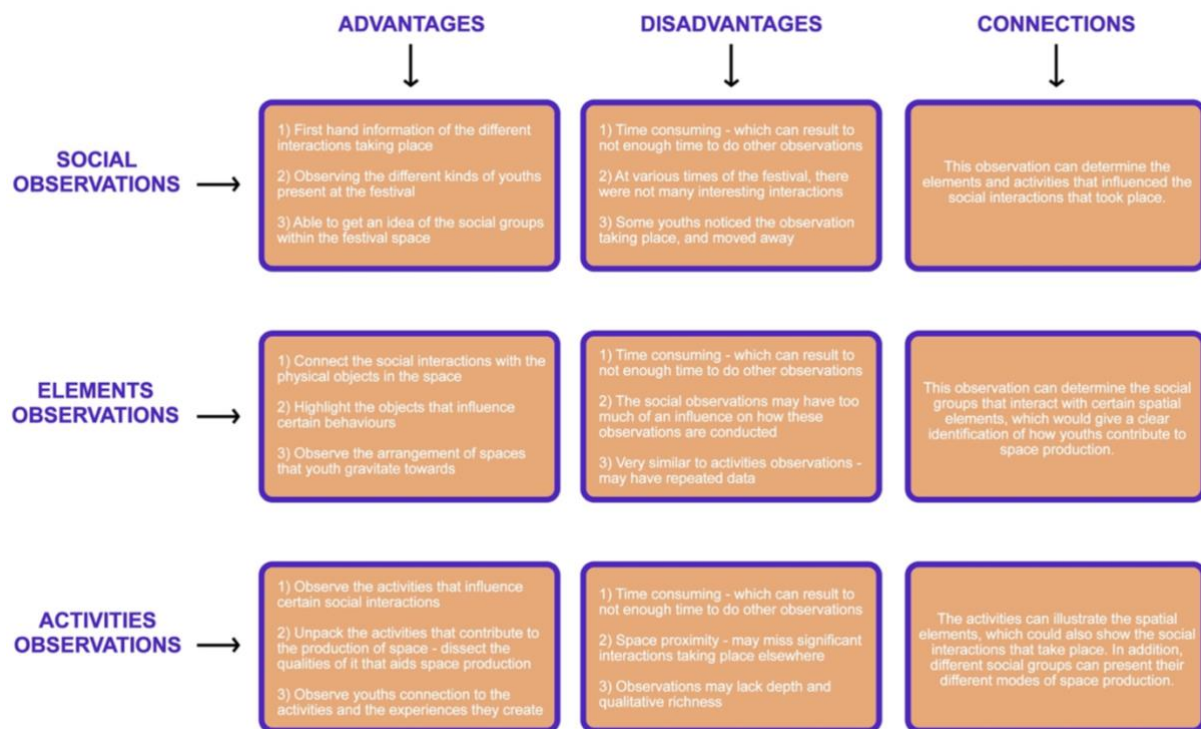 ADVANTAGES
DISADVANTAGES
CONNECTIONS
SOCIAL
OBSERVATIONS
1) First hand information of the different
interactions taking place
2) Observing the different kinds of youths
present at the festival
3) Able to get an idea of the social groups
within the festival space
1) Time consuming - which can result to
not enough time to do other observations
2) At various times of the festival, there
were not many interesting interactions
3) Some youths noticed the observation
taking place, and moved away
This observation can determine the
elements and activities that influenced the
social interactions that took place.
ELEMENTS
OBSERVATIONS
1) Connect the social interactions with the
physical objects in the space
2) Highlight the objects that influence
certain behaviours
3) Observe the arrangement of spaces
that youth gravitate towards
1) Time consuming - which can result to
not enough time to do other observations
2) The social observations may have too
much of an influence on how these
observations are conducted
3) Very similar to activities observations -
may have repeated data
This observation can determine the social
groups that interact with certain spatial
elements, which would give a clear
identification of how youths contribute to
space production.
ACTIVITIES
OBSERVATIONS
1) Observe the activities that influence
certain social interactions
2) Unpack the activities that contribute to
the production of space - dissect the
qualities of it that aids space production
3) Observe youths connection to the
activities and the experiences they create
1) Time consuming - which can result to
not enough time to do other observations
2) Space proximity - may miss significant
interactions taking place elsewhere
3) Observations may lack depth and
qualitative richness
The activities can illustrate the spatial
elements, which could also show the social
interactions that take place. In addition,
different social groups can present their
different modes of space production.